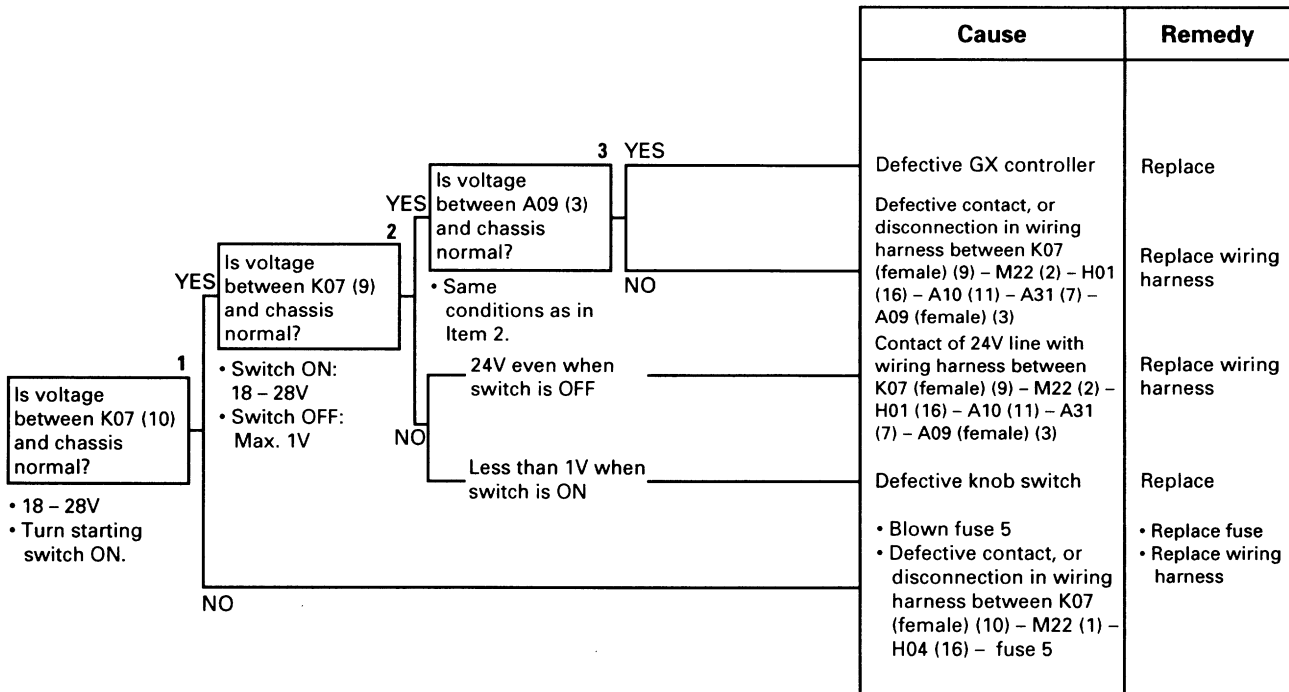 Cause
Remedy
3
YES
Is voltage
between A09 (3)
and chassis
normal?
YES
• Same
conditions as in
Item 2.
NO
2
Is voltage
between K07 (9)
and chassis
normal?
YES
• Switch ON:
18 – 28V
• Switch OFF:
Max. 1V
NO
24V even when
switch is OFF
Less than 1V when
switch is ON
1
Is voltage
between K07 (10)
and chassis
normal?
• 18 – 28V
• Turn starting
switch ON.
NO
Defective GX controller
Replace
Defective contact, or
disconnection in wiring
harness between K07
(female) (9) – M22 (2) – H01
(16) – A10 (11) – A31 (7) –
A09 (female) (3)
Replace wiring
harness
Contact of 24V line with
wiring harness between
K07 (female) (9) – M22 (2) –
H01 (16) – A10 (11) – A31
(7) – A09 (female) (3)
Replace wiring
harness
Defective knob switch
Replace
• Blown fuse 5
• Defective contact, or
disconnection in wiring
harness between K07
(female) (10) – M22 (1) –
H04 (16) – fuse 5
• Replace fuse
• Replace wiring
harness